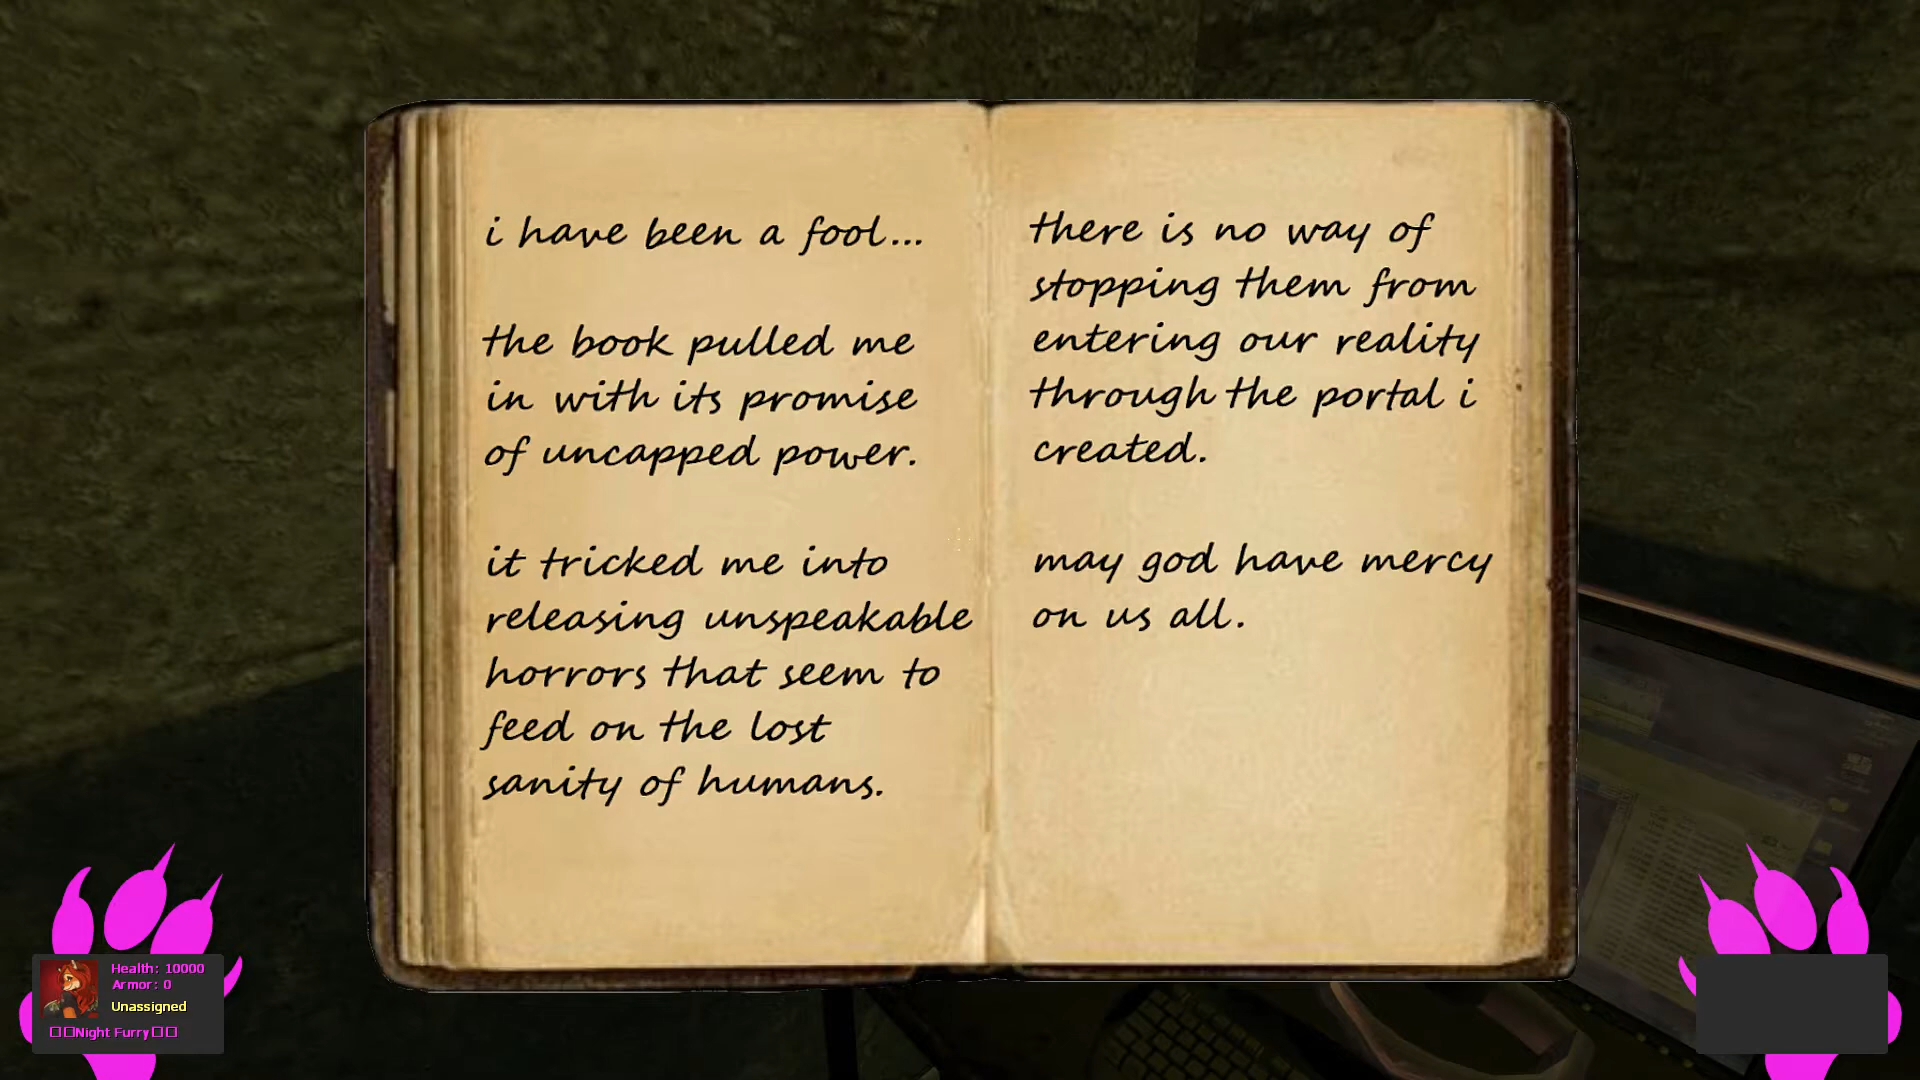 i have been a fool...
the book pulled me
in with its promise
of uncapped power.
it tricked me into
releasing unspeakable
horrors that seem to
feed on the lost
sanity of humans.
there is no way of
stopping them from
entering our reality
through the portal i
created.
may god have mercy
on us all.
Health: 10000
Armor: 0
Unassigned
□□Night Furry□□